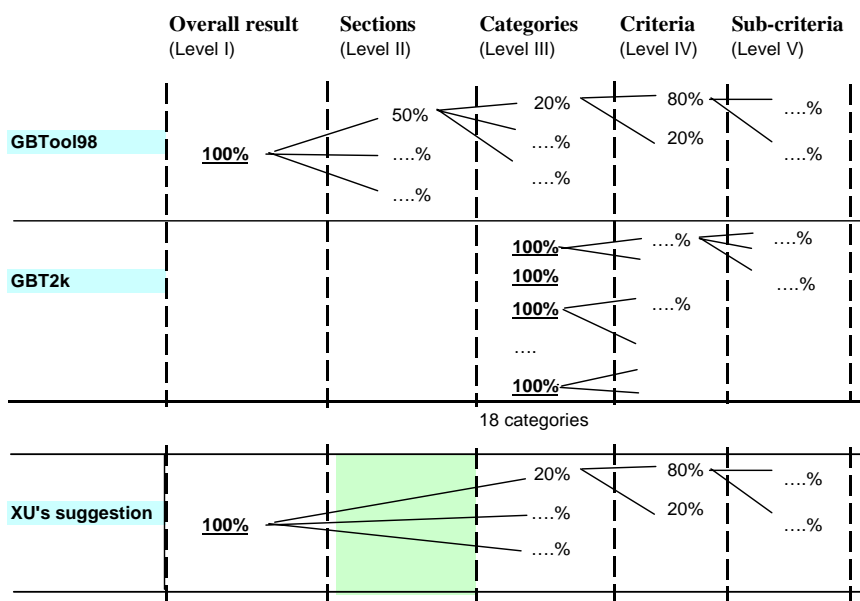 Overall result Sections Categories Criteria Sub-criteria
(Level I) (Level II) (Level III) (Level IV) (Level V)
50% 20% 80% ....%
GBTool98 100% ....% ....% 20% ....%
....% ....%
100% ....% ....%
GBT2k 100% ....%
100% ....%
....
100%
18 categories
20% 80% ....%
XU's suggestion 100% ....% 20% ....%
....%